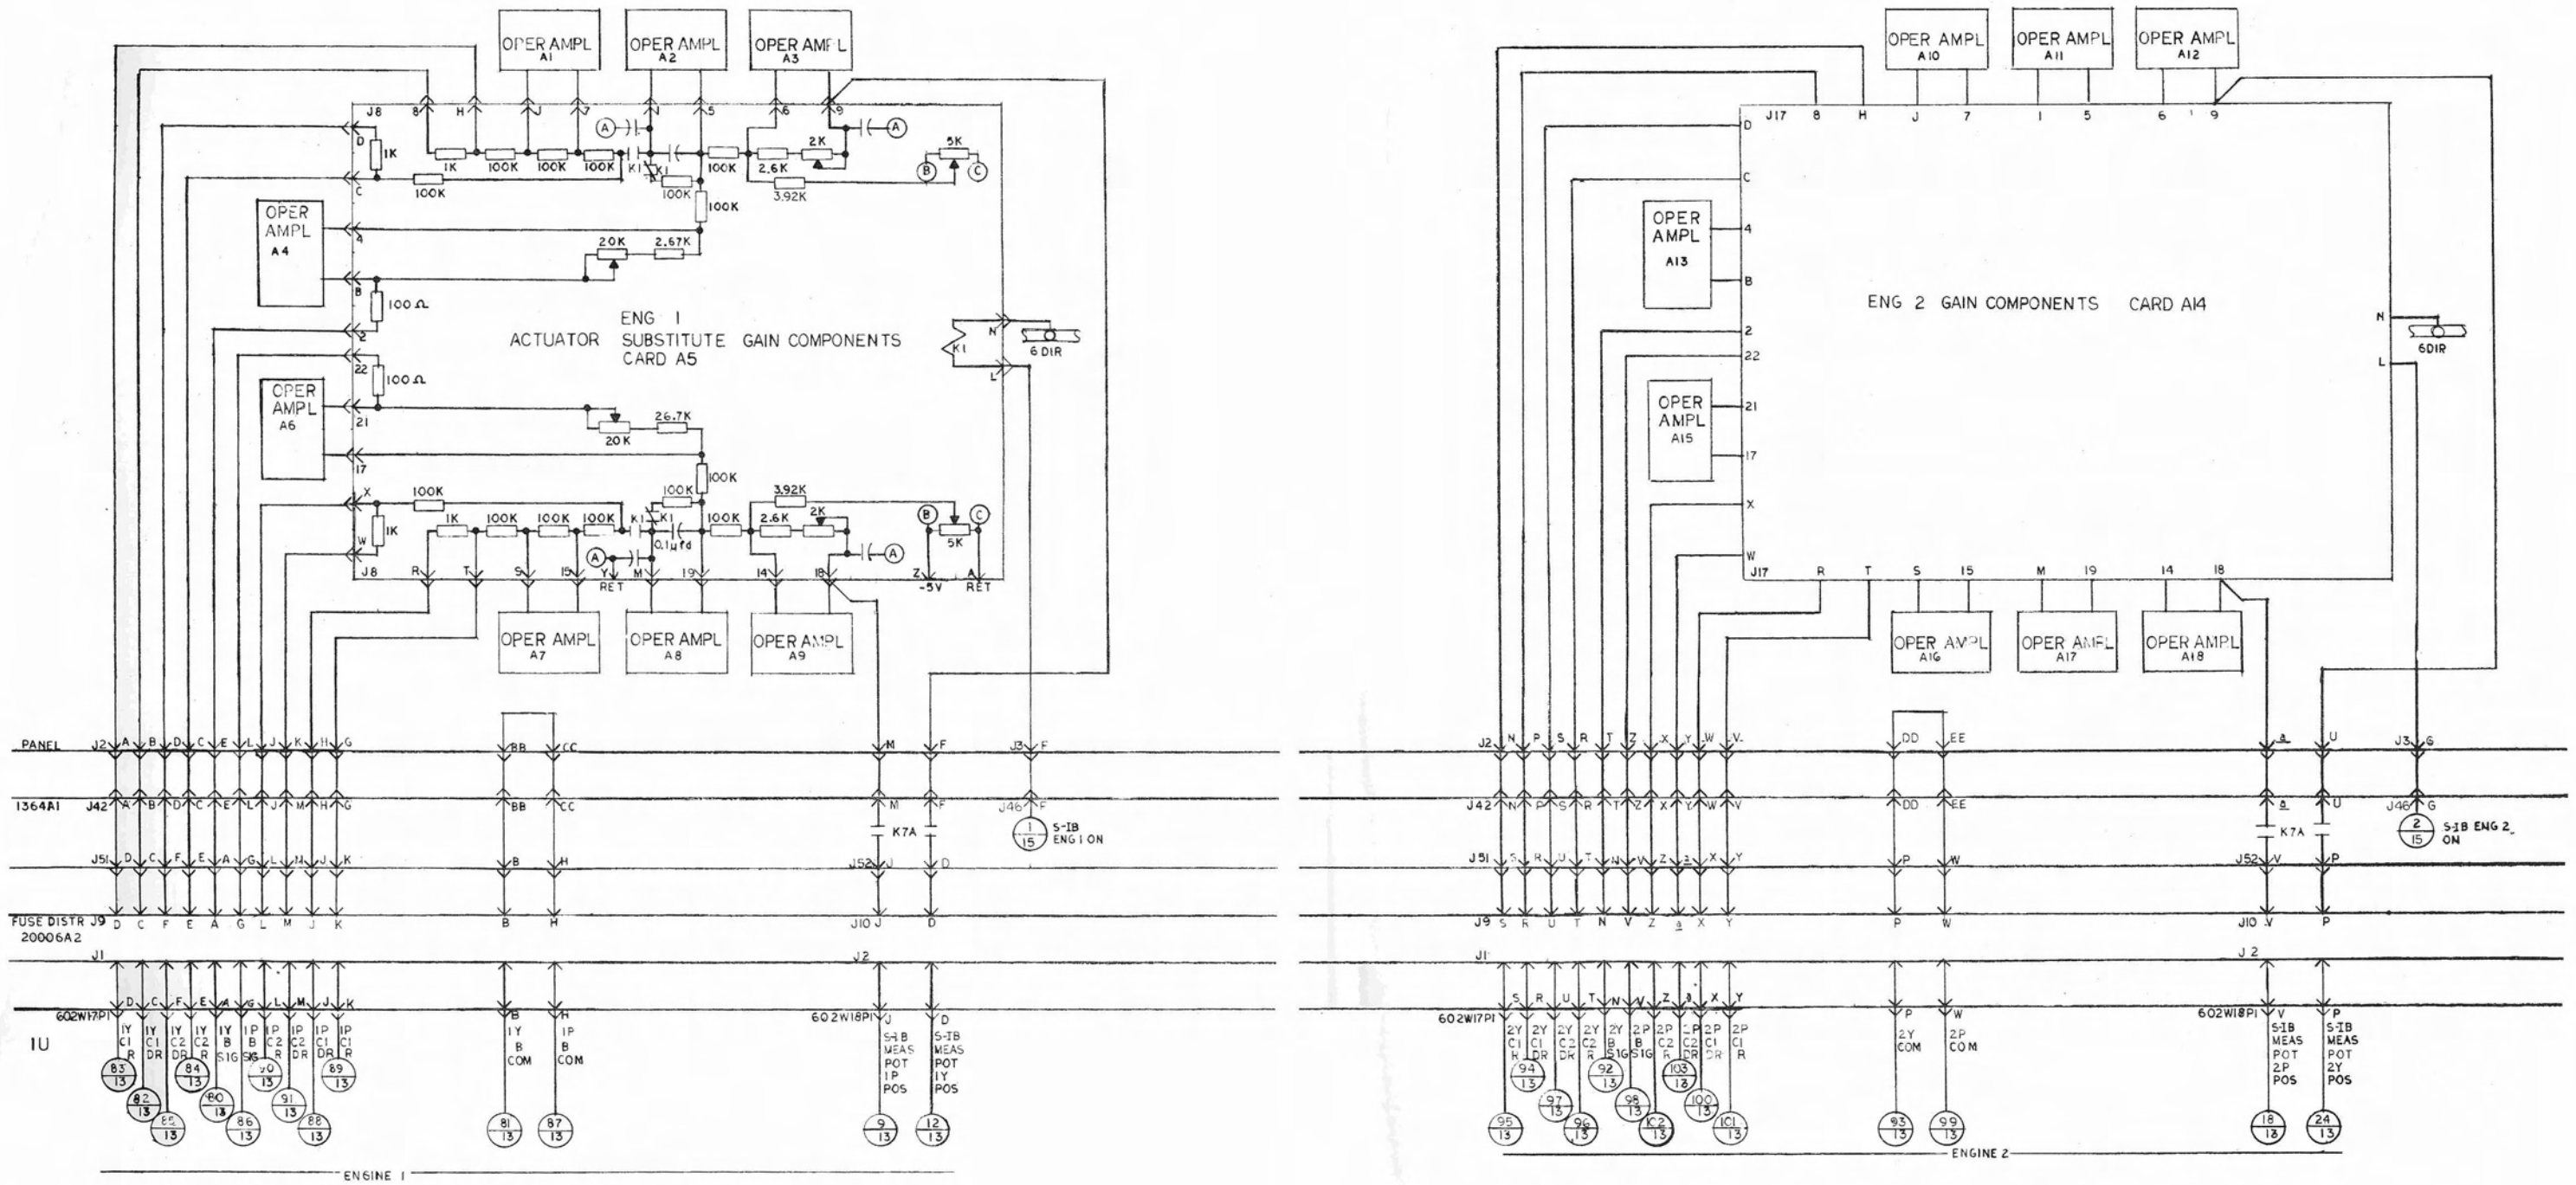 OPER AMPL
A1
OPER AMPL
A2
OPER AMPL
A3
J8 8 H J 7 1 5 6 9
D
1K
C
1K 100K 100K 100K K1 K1 100K 2.6K 2K
100K
100K
3.92K
5K
A
A
B C
100K
OPER
AMPL
A4
4
20K 2.67K
B
100Ω
2
22
100Ω
ENG 1
ACTUATOR SUBSTITUTE GAIN COMPONENTS
CARD A5
K1
N
L
6 DIR
OPER
AMPL
A6
21
20K
26.7K
17
100K
X
100K
1K
W
1K 100K 100K 100K K1 K1 100K 2.6K 2K
100K
3.92K
0.1µfd
B C
5K
A
A
J8 R T S 15 Y M 19 14 18 Z A
RET
-5V RET
OPER AMPL
A7
OPER AMPL
A8
OPER AMPL
A9
PANEL J2 A B D C E L J K H G BB CC M F J3 F
1364A1 J42 A B D C E L J M H G BB CC M F J46 F
K7A
1
15
S-IB
ENG 1 ON
J51 D C F E A G L M J K B H J52 J D
FUSE DISTR J9 D C F E A G L M J K B H J10 J D
20006A2
J1 J2
D C F E A G L M J K
602W17P1 B H 602W18P1 J D
IU
1Y C1 R
1Y C1 DR
1Y C2 DR
1Y C2 R
1Y B SIG
1P B SIG
1P C2 R
1P C2 DR
1P C1 DR
1P C1 R
1Y B COM
1P B COM
S-IB MEAS POT 1P POS
S-IB MEAS POT 1Y POS
83 13
82 13
85 13
84 13
80 13
86 13
90 13
91 13
88 13
89 13
81 13
87 13
9 13
12 13
ENGINE 1
OPER AMPL
A10
OPER AMPL
A11
OPER AMPL
A12
J17 8 H J 7 1 5 6 9
D
C
OPER
AMPL
A13
4
B
ENG 2 GAIN COMPONENTS CARD A14
2
22
N
6DIR
L
OPER
AMPL
A15
21
17
X
W
J17 R T S 15 M 19 14 18
OPER AMPL
A16
OPER AMPL
A17
OPER AMPL
A18
J2 N P S R T Z X Y W V DD EE a U J3 G
J42 N P S R T Z X Y W V DD EE a U J46 G
K7A
2
15
S-IB ENG 2
ON
J51 S R U T N V Z a X Y P W J52 V P
J9 S R U T N V Z a X Y P W J10 V P
J1 J2
S R U T N V Z a X Y
602W17P1 P W 602W18P1 V P
2Y C1 R
2Y C1 DR
2Y C2 DR
2Y C2 R
2Y B SIG
2P B SIG
2P C2 R
2P C2 DR
2P C1 DR
2P C1 R
2Y COM
2P COM
S-IB MEAS POT 2P POS
S-IB MEAS POT 2Y POS
95 13
94 13
97 13
96 13
92 13
98 13
102 13
103 13
100 13
101 13
93 13
99 13
18 13
24 13
ENGINE 2